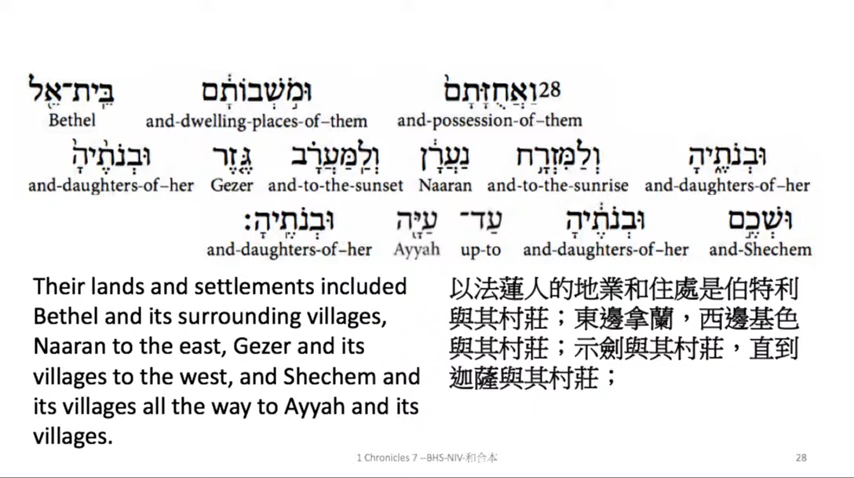 28וַאֲחֻזָּתָם֙ וּמֹ֣שְׁבוֹתָ֔ם בֵּֽית־אֵ֖ל
and-possession-of–them and-dwelling-places-of–them Bethel
וּבְנֹתֶ֑יהָ וְלַמִּזְרָ֣ח נַעֲרָ֔ן וְלַֽמַּעֲרָ֗ב גֶּ֤זֶר וּבְנֹתֶ֙יהָ֙
and-daughters-of–her and-to-the-sunrise Naaran and-to-the-sunset Gezer and-daughters-of–her
וּשְׁכֶ֣ם וּבְנֹתֶ֔יהָ עַד־ עַיָּ֖ה וּבְנֹתֶֽיהָ׃
and-Shechem and-daughters-of–her up-to Ayyah and-daughters-of–her
Their lands and settlements included
Bethel and its surrounding villages,
Naaran to the east, Gezer and its
villages to the west, and Shechem and
its villages all the way to Ayyah and its
villages.
以法蓮人的地業和住處是伯特利
與其村莊；東邊拿蘭，西邊基色
與其村莊；示劍與其村莊，直到
迦薩與其村莊；
1 Chronicles 7 --BHS-NIV-和合本
28